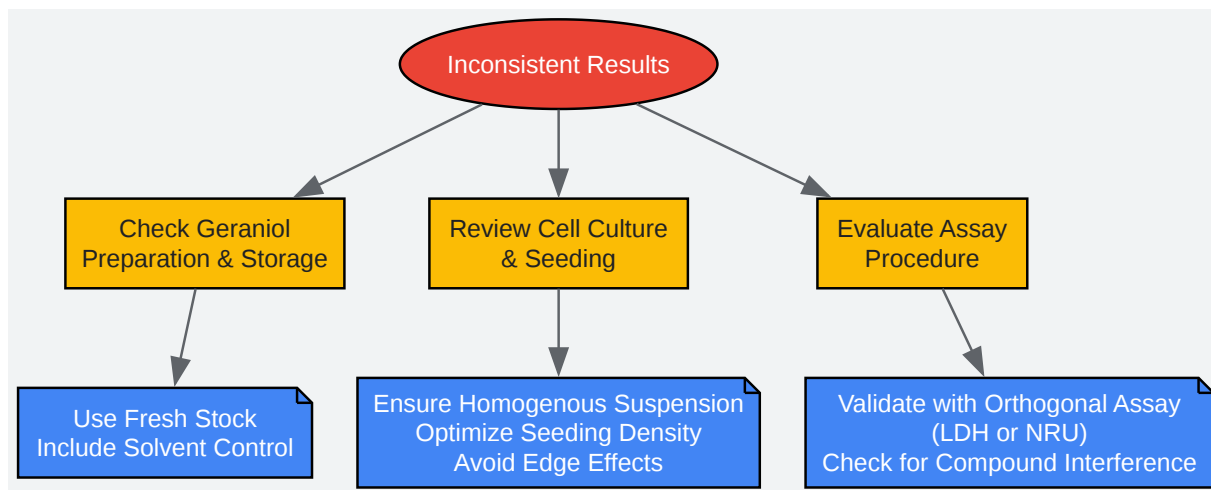 Inconsistent Results
Check Geraniol
Preparation & Storage
Review Cell Culture
& Seeding
Evaluate Assay
Procedure
Use Fresh Stock
Include Solvent Control
Ensure Homogenous Suspension
Optimize Seeding Density
Avoid Edge Effects
Validate with Orthogonal Assay
(LDH or NRU)
Check for Compound Interference